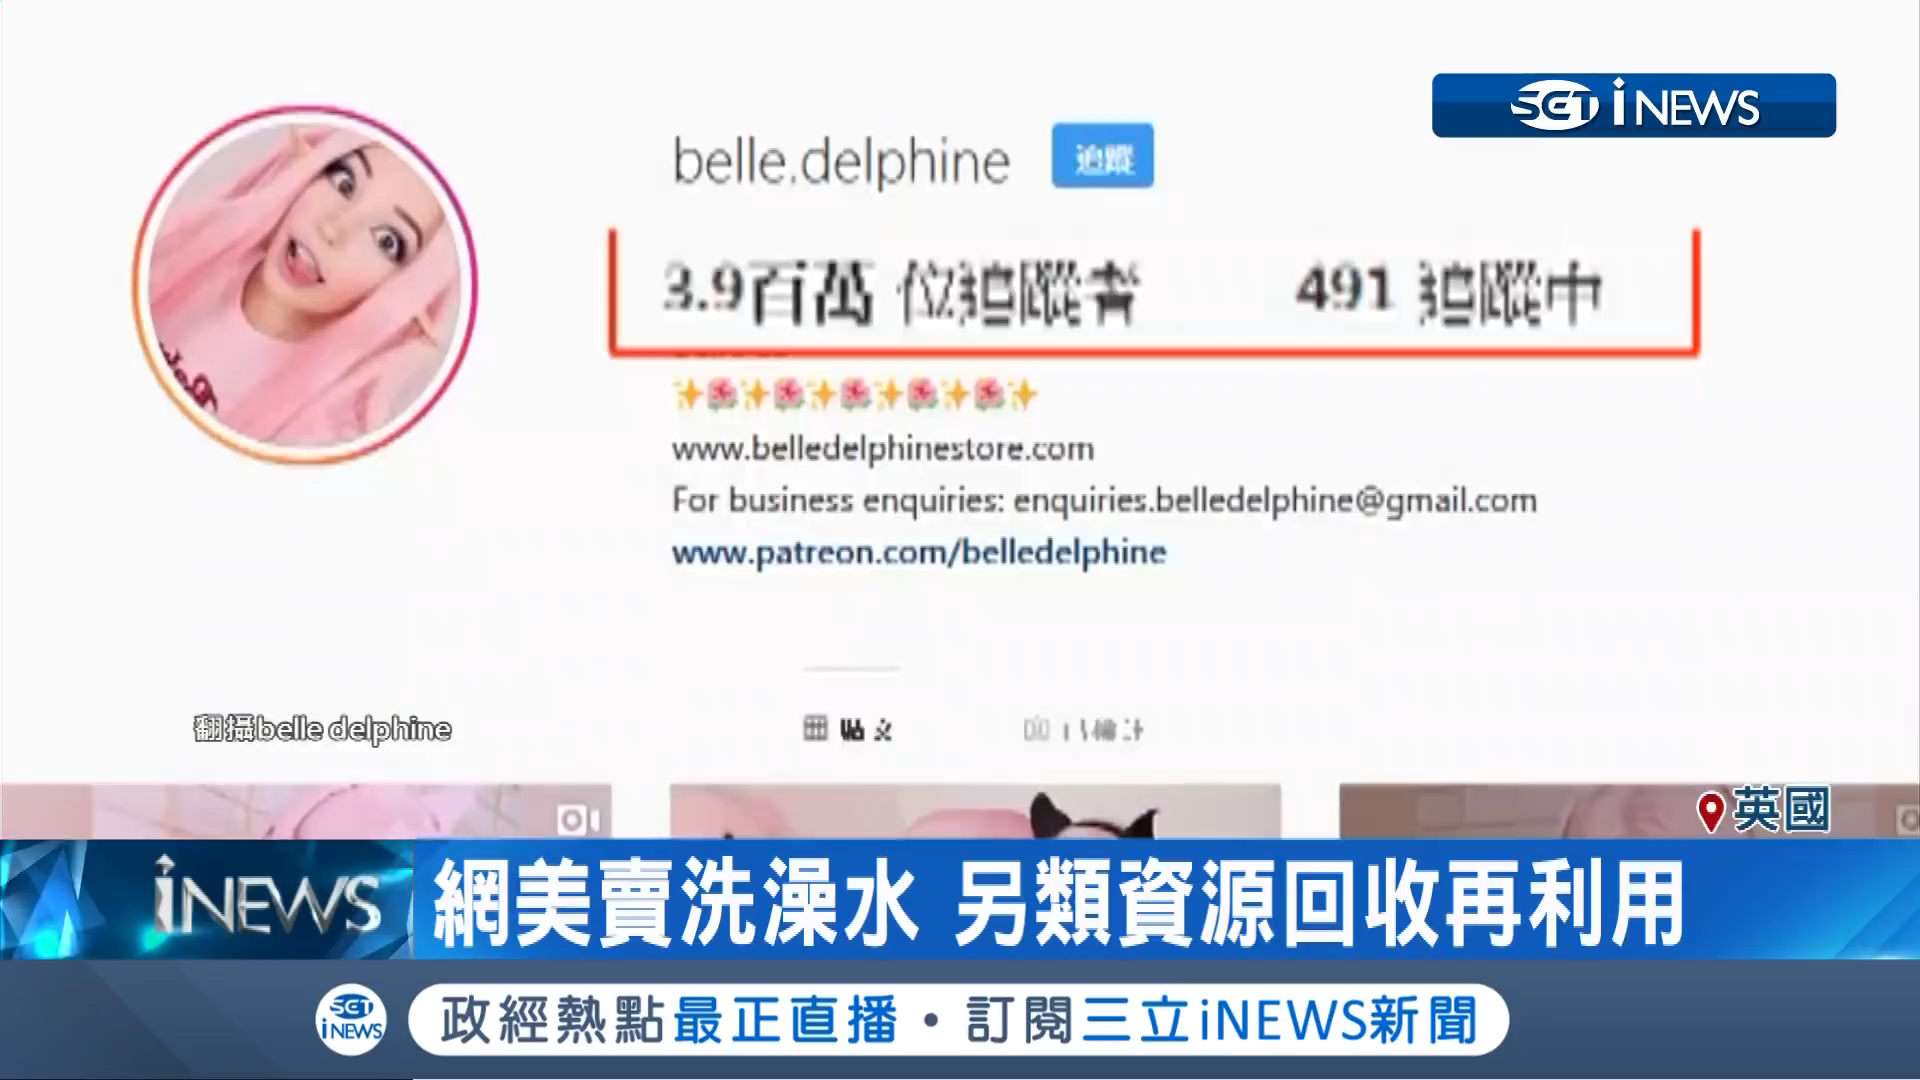 SET iNEWS
belle.delphine 追蹤
3.9百萬 位追蹤者 491 追蹤中
www.belledelphinestore.com
For business enquiries: enquiries.belledelphine@gmail.com
www.patreon.com/belledelphine
翻攝belle delphine
貼文
英國
iNEWS 網美賣洗澡水 另類資源回收再利用
SET iNEWS 政經熱點最正直播・訂閱三立iNEWS新聞